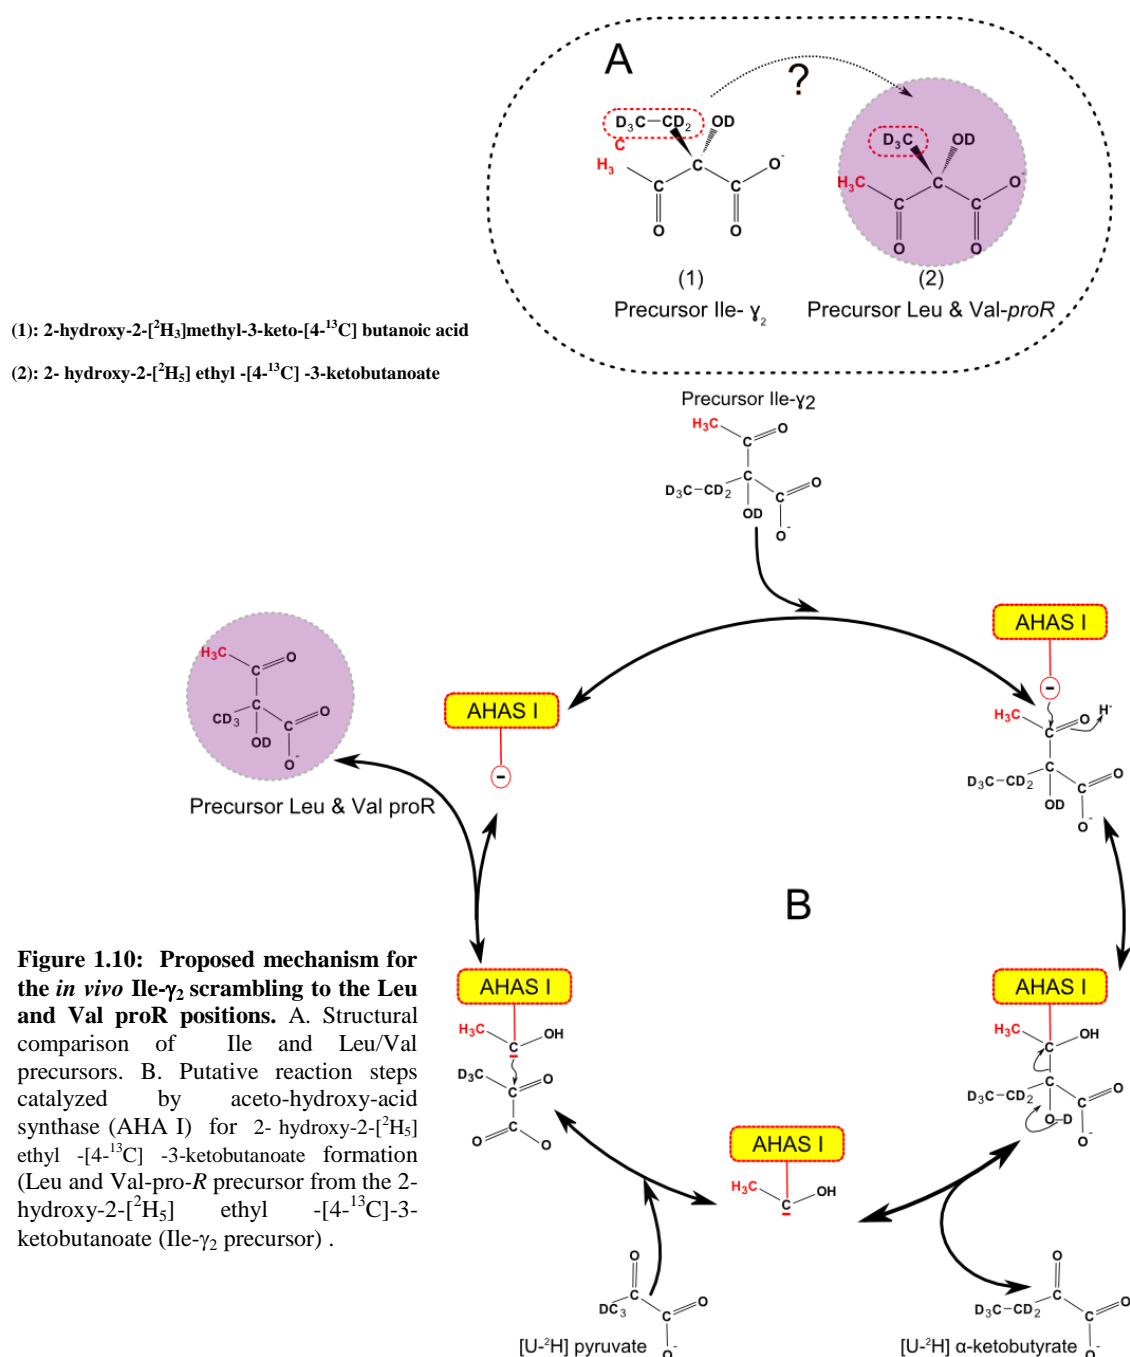 A
?
D₃C–CD₂ OD
C
H₃ C O⁻
C C
O O
D₃C OD
H₃C C O⁻
C C
O O
(1)
(2)
Precursor Ile- ɣ₂
Precursor Leu & Val-proR
(1): 2-hydroxy-2-[²H₃]methyl-3-keto-[4-¹³C] butanoic acid
(2): 2- hydroxy-2-[²H₅] ethyl -[4-¹³C] -3-ketobutanoate
Precursor Ile-ɣ2
H₃C O
C
C O
D₃C–CD₂ C
OD
O⁻
AHAS I
-
H₃C O H⁻
C
C O
D₃C–CD₂ C
OD
O⁻
H₃C O
C
C O
CD₃ C
OD
O⁻
Precursor Leu & Val proR
AHAS I
-
B
Figure 1.10: Proposed mechanism for
the in vivo Ile-γ₂ scrambling to the Leu
and Val proR positions. A. Structural
comparison of Ile and Leu/Val
precursors. B. Putative reaction steps
catalyzed by aceto-hydroxy-acid
synthase (AHA I) for 2- hydroxy-2-[²H₅]
ethyl -[4-¹³C] -3-ketobutanoate formation
(Leu and Val-pro-R precursor from the 2-
hydroxy-2-[²H₅] ethyl -[4-¹³C]-3-
ketobutanoate (Ile-γ₂ precursor) .
AHAS I
H₃C OH
C
D₃C O
C
C
O O
AHAS I
H₃C OH
C
C O
D₃C–CD₂ C
O–D
O⁻
AHAS I
H₃C OH
C
O
C O
DC₃ C
O⁻
[U-²H] pyruvate
O
C O
D₃C–CD₂ C
O⁻
[U-²H] α-ketobutyrate